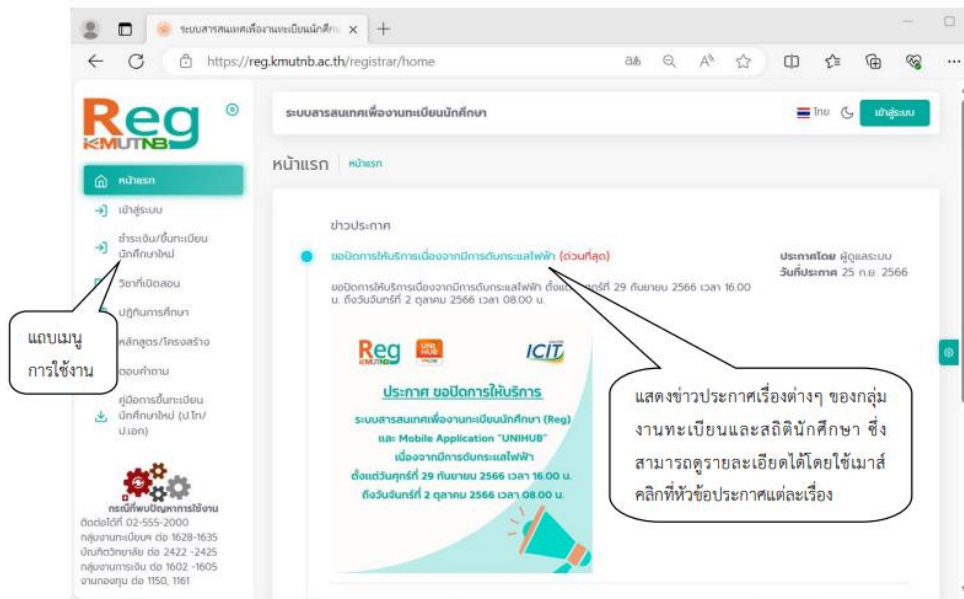 ระบบสารสนเทศเพื่องานทะเบียนนักศึกษ
https://reg.kmutnb.ac.th/registrar/home
Reg
KMUTNB
ระบบสารสนเทศเพื่องานทะเบียนนักศึกษา
ไทย
เข้าสู่ระบบ
หน้าแรก
หน้าแรก
หน้าแรก
เข้าสู่ระบบ
ชำระเงิน/ขึ้นทะเบียน
นักศึกษาใหม่
วิชาที่เปิดสอน
ปฏิทินการศึกษา
หลักสูตร/โครงสร้าง
ตอบคำถาม
คู่มือการขึ้นทะเบียน
นักศึกษาใหม่ (ป.โท/
ป.เอก)
แถบเมนู
การใช้งาน
กรณีที่พบปัญหาการใช้งาน
ติดต่อได้ที่ 02-555-2000
กลุ่มงานทะเบียนฯ ต่อ 1628-1635
บัณฑิตวิทยาลัย ต่อ 2422 -2425
กลุ่มงานการเงิน ต่อ 1602 -1605
งานกองทุน ต่อ 1150, 1161
ข่าวประกาศ
ขอปิดการให้บริการเนื่องจากมีการดับกระแสไฟฟ้า (ด่วนที่สุด)
ประกาศโดย ผู้ดูแลระบบ
วันที่ประกาศ 25 ก.ย. 2566
ขอปิดการให้บริการเนื่องจากมีการดับกระแสไฟฟ้า ตั้งแต่ ศุกร์ที่ 29 กันยายน 2566 เวลา 16.00
น. ถึงวันจันทร์ที่ 2 ตุลาคม 2566 เวลา 08.00 น.
Reg
KMUTNB
UNI
HUB
ICIT
ประกาศ ขอปิดการให้บริการ
ระบบสารสนเทศเพื่องานทะเบียนนักศึกษา (Reg)
และ Mobile Application "UNIHUB"
เนื่องจากมีการดับกระแสไฟฟ้า
ตั้งแต่วันศุกร์ที่ 29 กันยายน 2566 เวลา 16.00 น.
ถึงวันจันทร์ที่ 2 ตุลาคม 2566 เวลา 08.00 น.
แสดงข่าวประกาศเรื่องต่างๆ ของกลุ่ม
งานทะเบียนและสถิตินักศึกษา ซึ่ง
สามารถดูรายละเอียดได้โดยใช้เมาส์
คลิกที่หัวข้อประกาศแต่ละเรื่อง